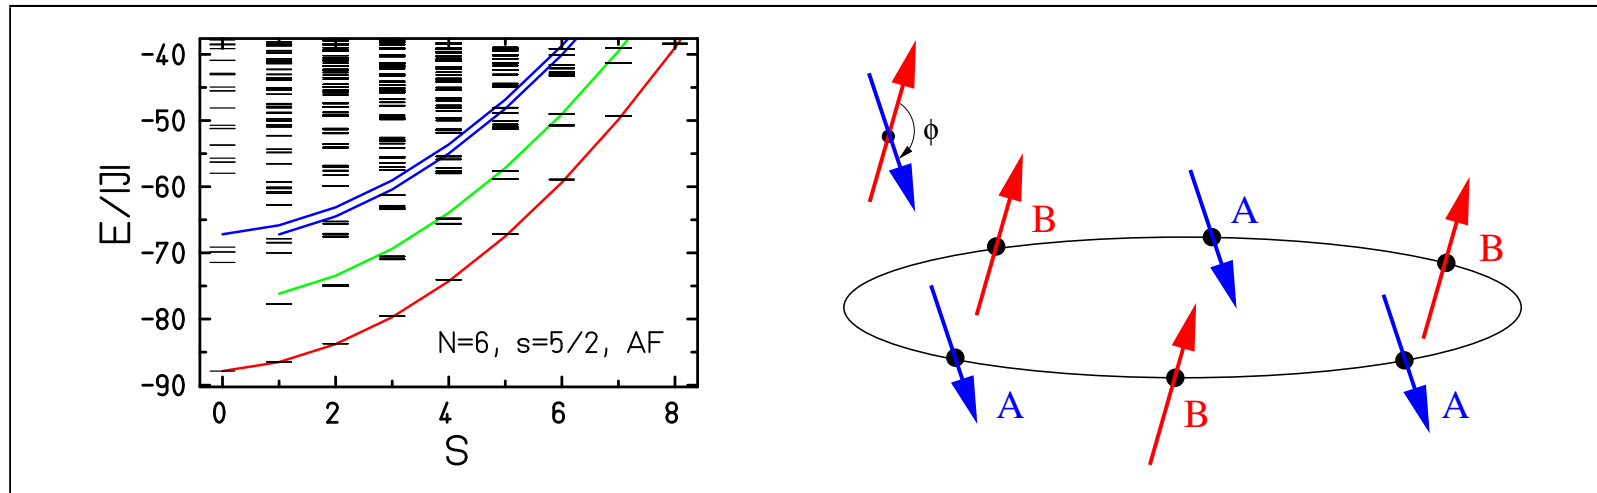 E/|J|
−40
−50
−60
−70
−80
−90
N=6, s=5/2, AF
0 2 4 6 8
S
ϕ
B
A
B
A
B
A